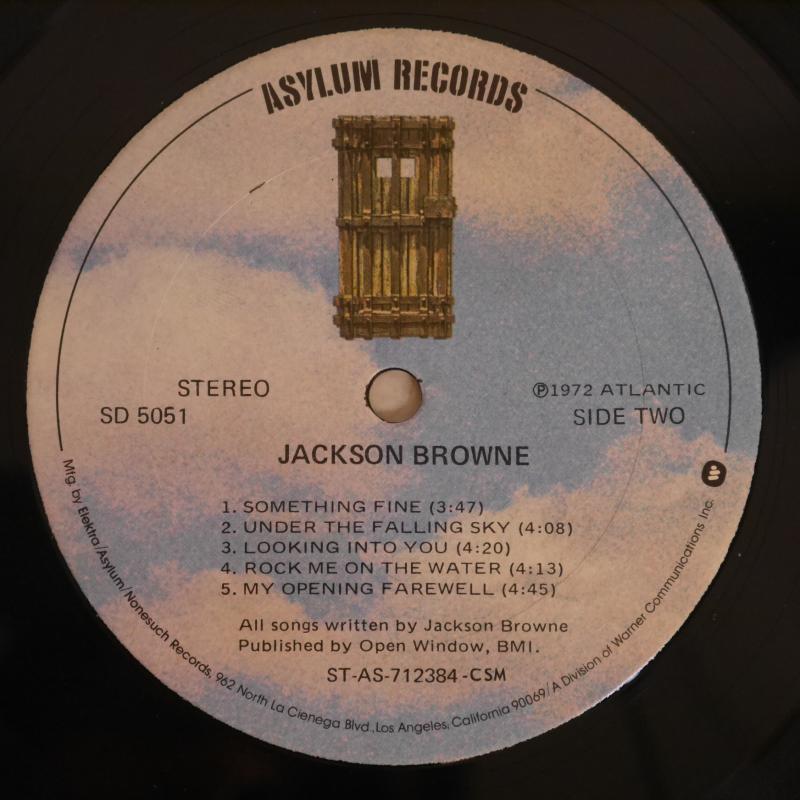 ASYLUM RECORDS
STEREO
SD 5051
Ⓟ1972 ATLANTIC
SIDE TWO
JACKSON BROWNE
1. SOMETHING FINE (3:47)
2. UNDER THE FALLING SKY (4:08)
3. LOOKING INTO YOU (4:20)
4. ROCK ME ON THE WATER (4:13)
5. MY OPENING FAREWELL (4:45)
All songs written by Jackson Browne
Published by Open Window, BMI.
ST-AS-712384-CSM
Mfg. by Elektra/Asylum/Nonesuch Records, 962 North La Cienega Blvd., Los Angeles, California 90069/A Division of Warner Communications Inc.